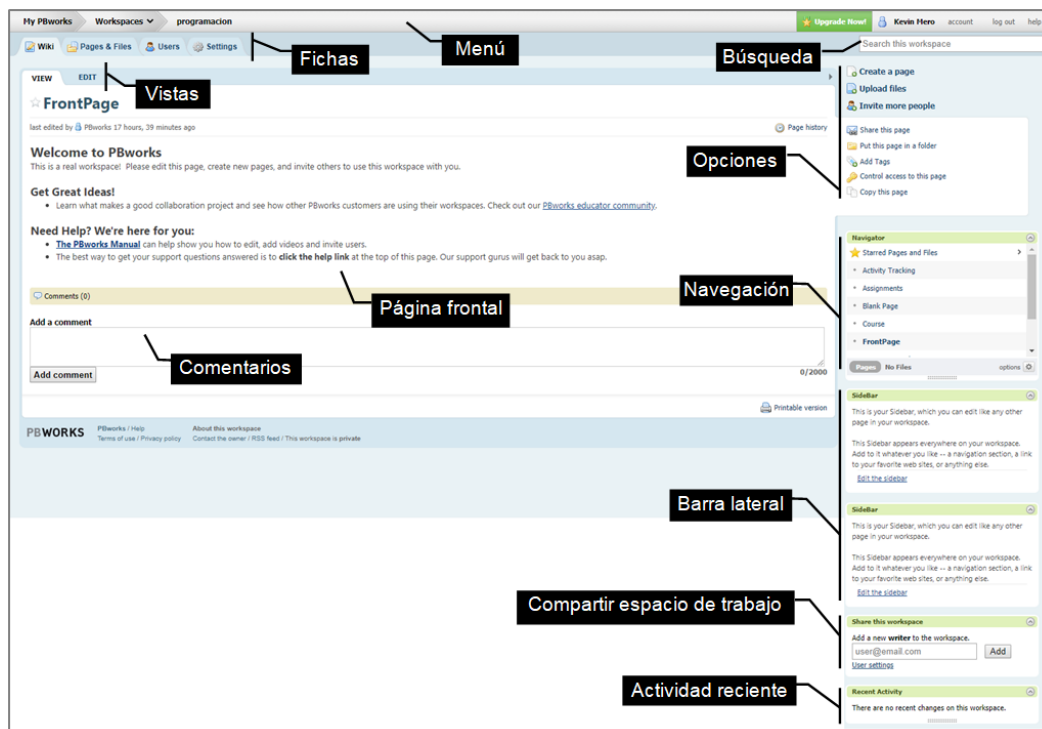 My PBworks Workspaces programacion
Upgrade Now! Kevin Hero account log out help
Menú
Wiki Pages & Files Users Settings
Fichas
Búsqueda
Search this workspace
VIEW EDIT
Vistas
FrontPage
last edited by PBworks 17 hours, 39 minutes ago
Page history
Welcome to PBworks
This is a real workspace! Please edit this page, create new pages, and invite others to use this workspace with you.
Get Great Ideas!
• Learn what makes a good collaboration project and see how other PBworks customers are using their workspaces. Check out our PBworks educator community.
Need Help? We're here for you:
• The PBworks Manual can help show you how to edit, add videos and invite users.
• The best way to get your support questions answered is to click the help link at the top of this page. Our support gurus will get back to you asap.
Página frontal
Comments (0)
Add a comment
Comentarios
Add comment
0/2000
Printable version
PBWORKS
PBworks / Help
Terms of use / Privacy policy
About this workspace
Contact the owner / RSS feed / This workspace is private
Create a page
Upload files
Invite more people
Opciones
Share this page
Put this page in a folder
Add Tags
Control access to this page
Copy this page
Navegación
Navigator
Starred Pages and Files
Activity Tracking
Assignments
Blank Page
Course
FrontPage
Pages No Files options
Barra lateral
SideBar
This is your Sidebar, which you can edit like any other
page in your workspace.
This Sidebar appears everywhere on your workspace.
Add to it whatever you like -- a navigation section, a link
to your favorite web sites, or anything else.
Edit the sidebar
SideBar
This is your Sidebar, which you can edit like any other
page in your workspace.
This Sidebar appears everywhere on your workspace.
Add to it whatever you like -- a navigation section, a link
to your favorite web sites, or anything else.
Edit the sidebar
Compartir espacio de trabajo
Share this workspace
Add a new writer to the workspace.
user@email.com Add
User settings
Actividad reciente
Recent Activity
There are no recent changes on this workspace.